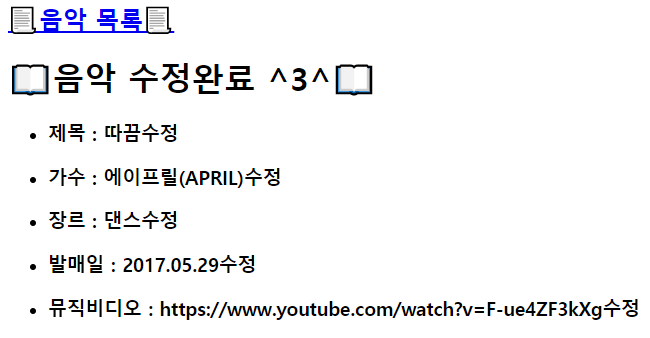 📃음악 목록📃
📖음악 수정완료 ^3^📖
• 제목 : 따끔수정
• 가수 : 에이프릴(APRIL)수정
• 장르 : 댄스수정
• 발매일 : 2017.05.29수정
• 뮤직비디오 : https://www.youtube.com/watch?v=F-ue4ZF3kXg수정